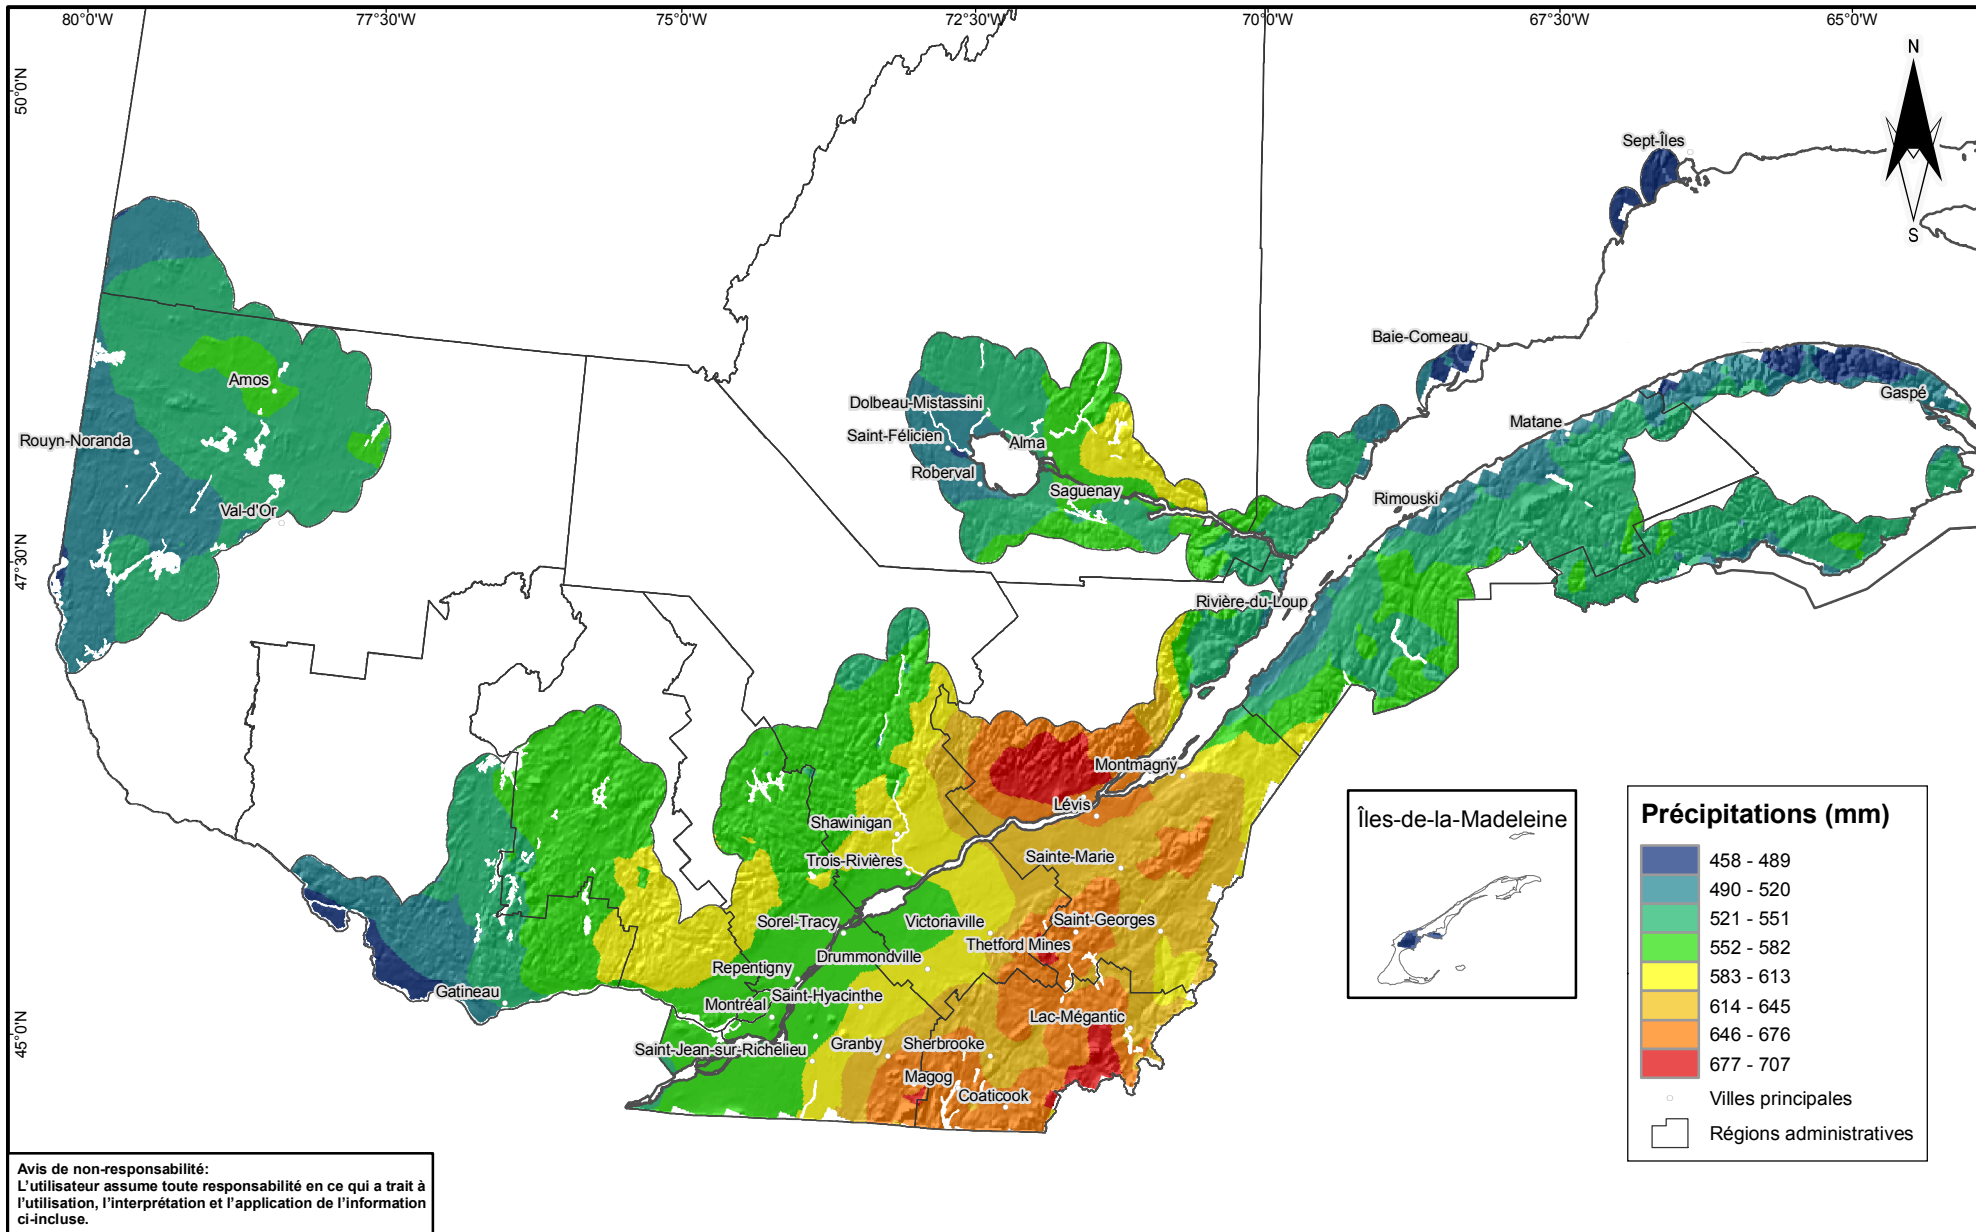 80°0'W
77°30'W
75°0'W
72°30'W
70°0'W
67°30'W
65°0'W
50°0'N
47°30'N
45°0'N
N
S
Sept-Îles
Baie-Comeau
Gaspé
Matane
Rimouski
Amos
Rouyn-Noranda
Val-d'Or
Dolbeau-Mistassini
Saint-Félicien
Alma
Roberval
Saguenay
Rivière-du-Loup
Montmagny
Lévis
Shawinigan
Trois-Rivières
Sainte-Marie
Sorel-Tracy
Victoriaville
Saint-Georges
Thetford Mines
Drummondville
Repentigny
Gatineau
Montréal
Saint-Hyacinthe
Lac-Mégantic
Saint-Jean-sur-Richelieu
Granby
Sherbrooke
Magog
Coaticook
Îles-de-la-Madeleine
Précipitations (mm)
458 - 489
490 - 520
521 - 551
552 - 582
583 - 613
614 - 645
646 - 676
677 - 707
Villes principales
Régions administratives
Avis de non-responsabilité:
L'utilisateur assume toute responsabilité en ce qui a trait à
l'utilisation, l'interprétation et l'application de l'information
ci-incluse.